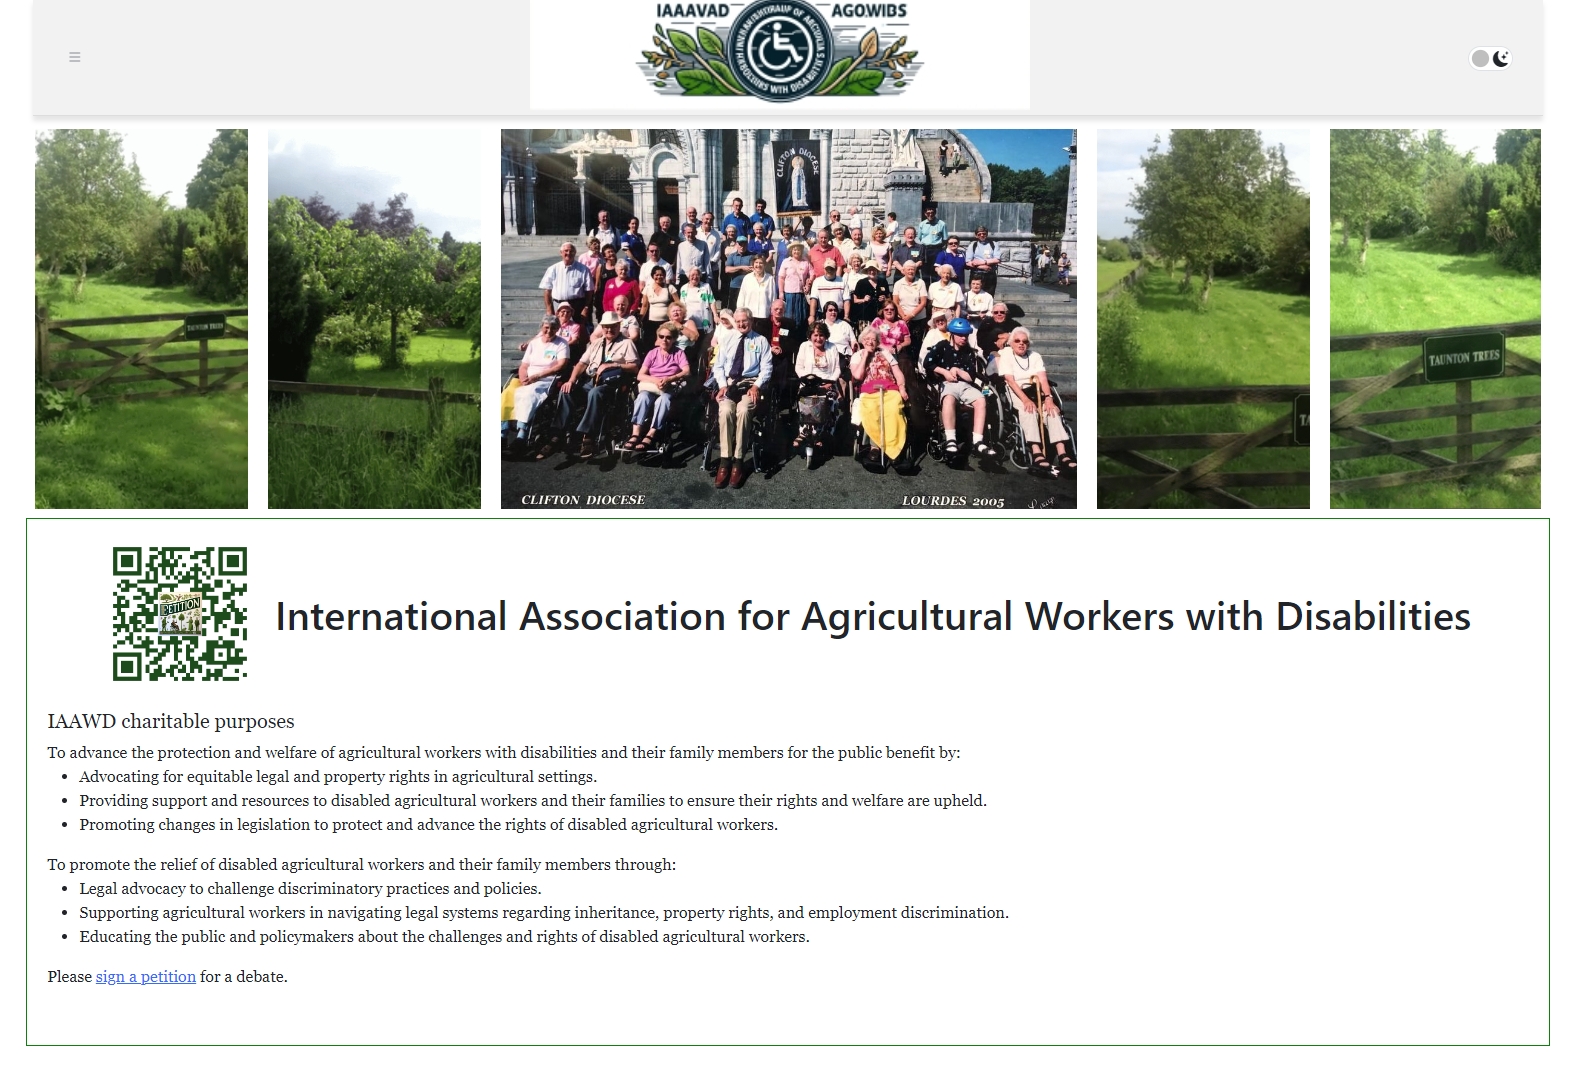 IAAAVAD AGO.WIBS
CLIFTON DIOCESE
TAUNTON TREES
TAUNTON TREES
CLIFTON DIOCESE LOURDES 2005
PETITION
International Association for Agricultural Workers with Disabilities
IAAWD charitable purposes
To advance the protection and welfare of agricultural workers with disabilities and their family members for the public benefit by:
• Advocating for equitable legal and property rights in agricultural settings.
• Providing support and resources to disabled agricultural workers and their families to ensure their rights and welfare are upheld.
• Promoting changes in legislation to protect and advance the rights of disabled agricultural workers.
To promote the relief of disabled agricultural workers and their family members through:
• Legal advocacy to challenge discriminatory practices and policies.
• Supporting agricultural workers in navigating legal systems regarding inheritance, property rights, and employment discrimination.
• Educating the public and policymakers about the challenges and rights of disabled agricultural workers.
Please sign a petition for a debate.